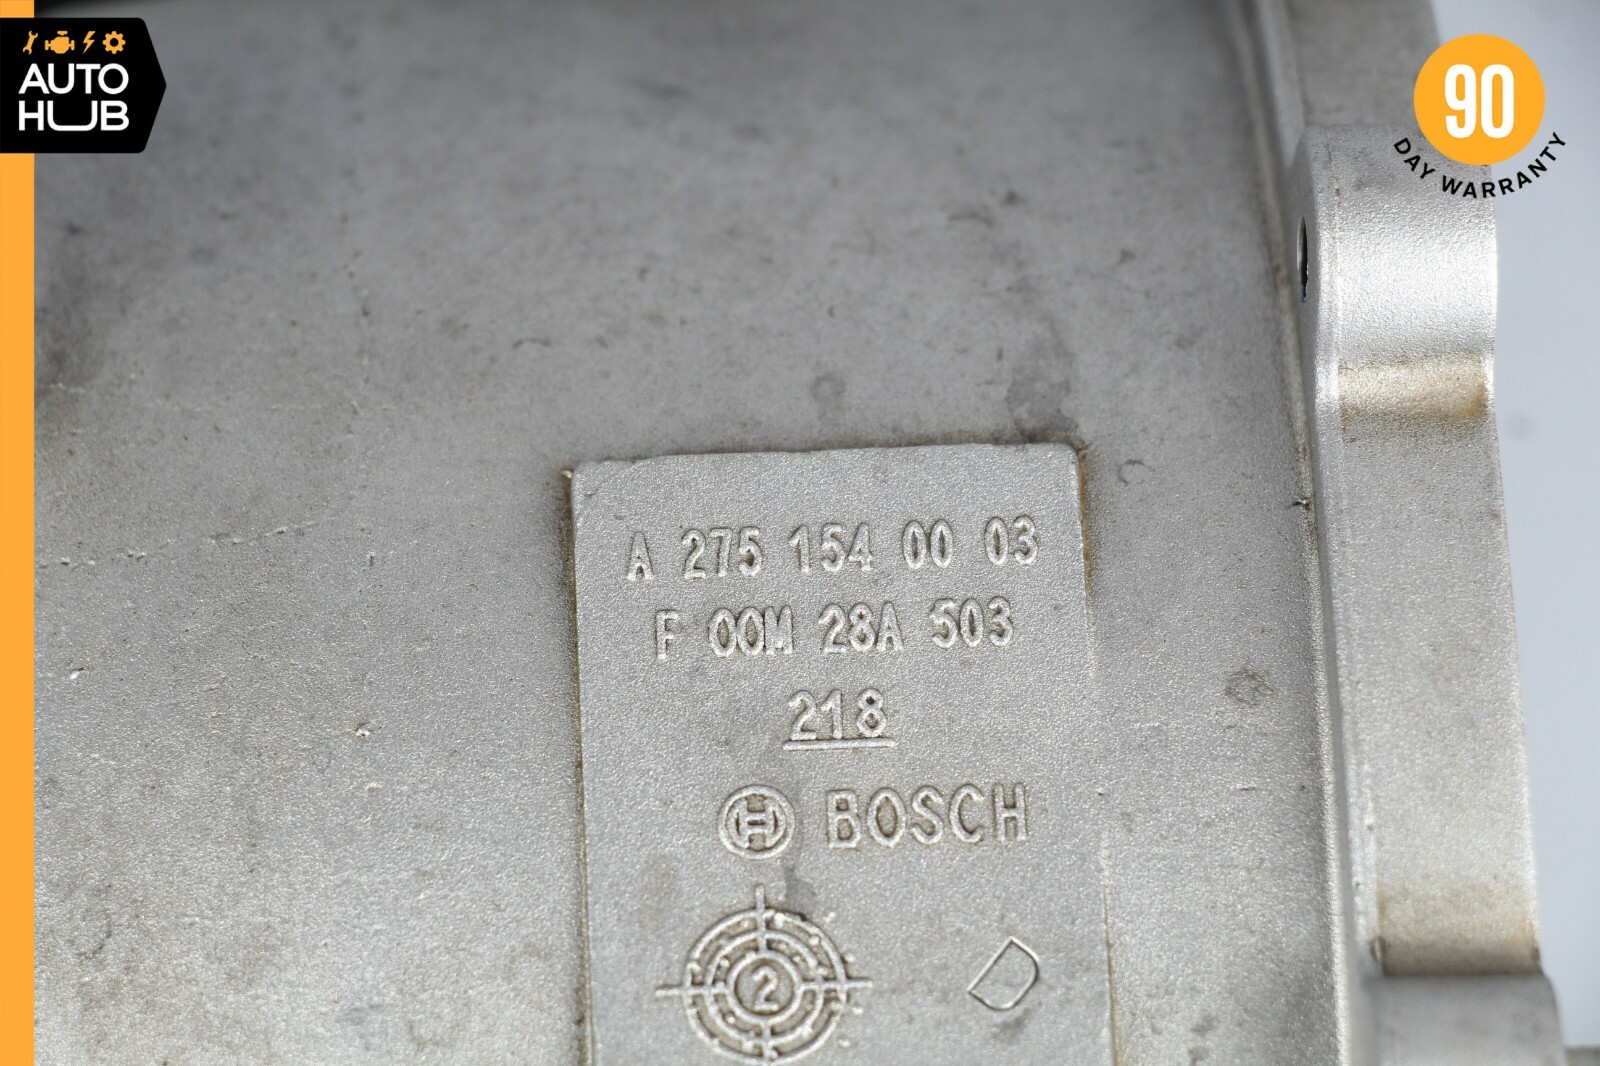 AUTO
HUB
90
DAY WARRANTY
A 275 154 00 03
F 00M 28A 503
218
BOSCH
2
D